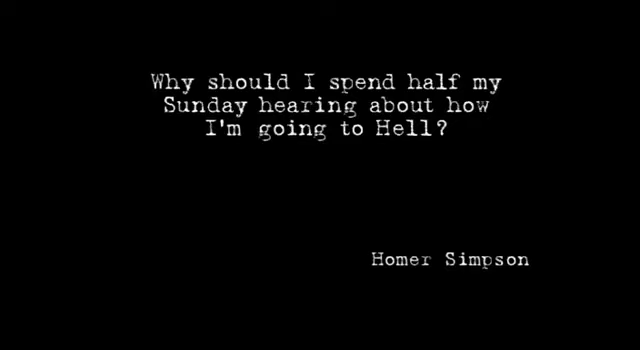 Why should I spend half my
Sunday hearing about how
I'm going to Hell?
Homer Simpson